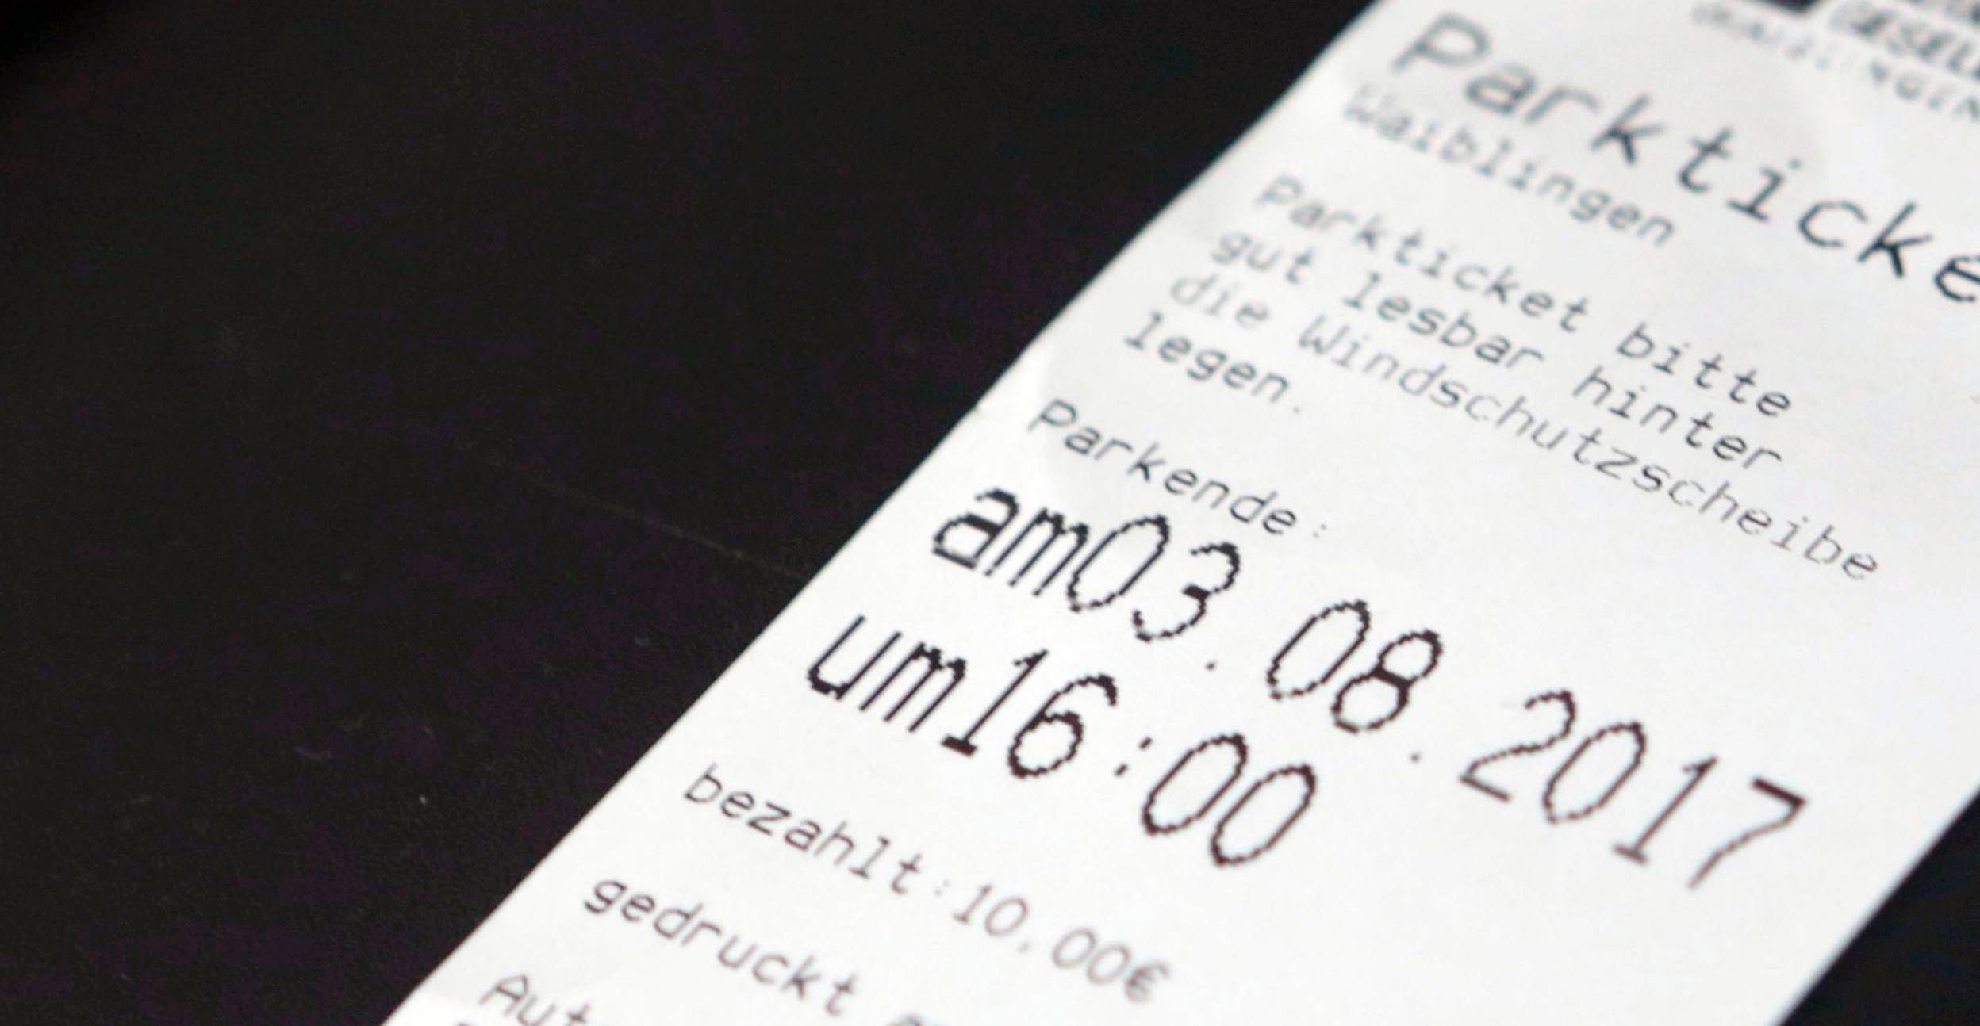 Parkticke
Waiblingen
Parkticket bitte
gut lesbar hinter
die Windschutzscheibe
legen.
Parkende:
am03.08.2017
um16:00
bezahlt:10,00€
gedruckt
Aut